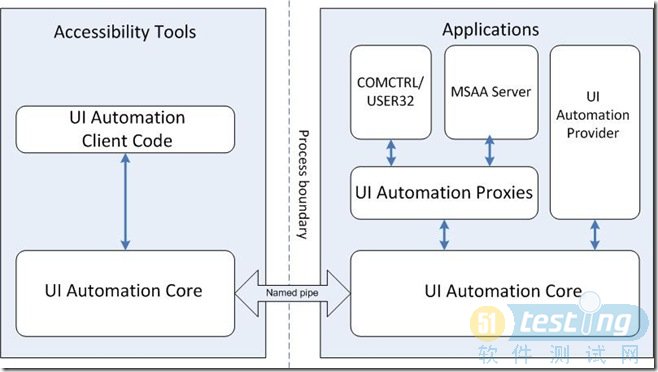 Accessibility Tools
UI Automation
Client Code
UI Automation Core
Process boundary
Named pipe
Applications
COMCTRL/
USER32
MSAA Server
UI
Automation
Provider
UI Automation Proxies
UI Automation Core
51 testing
软件测试网